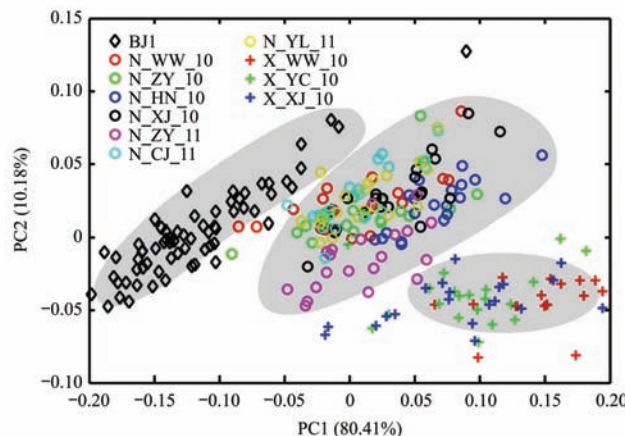 BJ1
N_WW_10
N_ZY_10
N_HN_10
N_XJ_10
N_ZY_11
N_CJ_11
N_YL_11
X_WW_10
X_YC_10
X_XJ_10
0.15
0.10
0.05
0
−0.05
−0.10
PC2 (10.18%)
−0.20 −0.15 −0.10 −0.05 0 0.05 0.10 0.15 0.20
PC1 (80.41%)